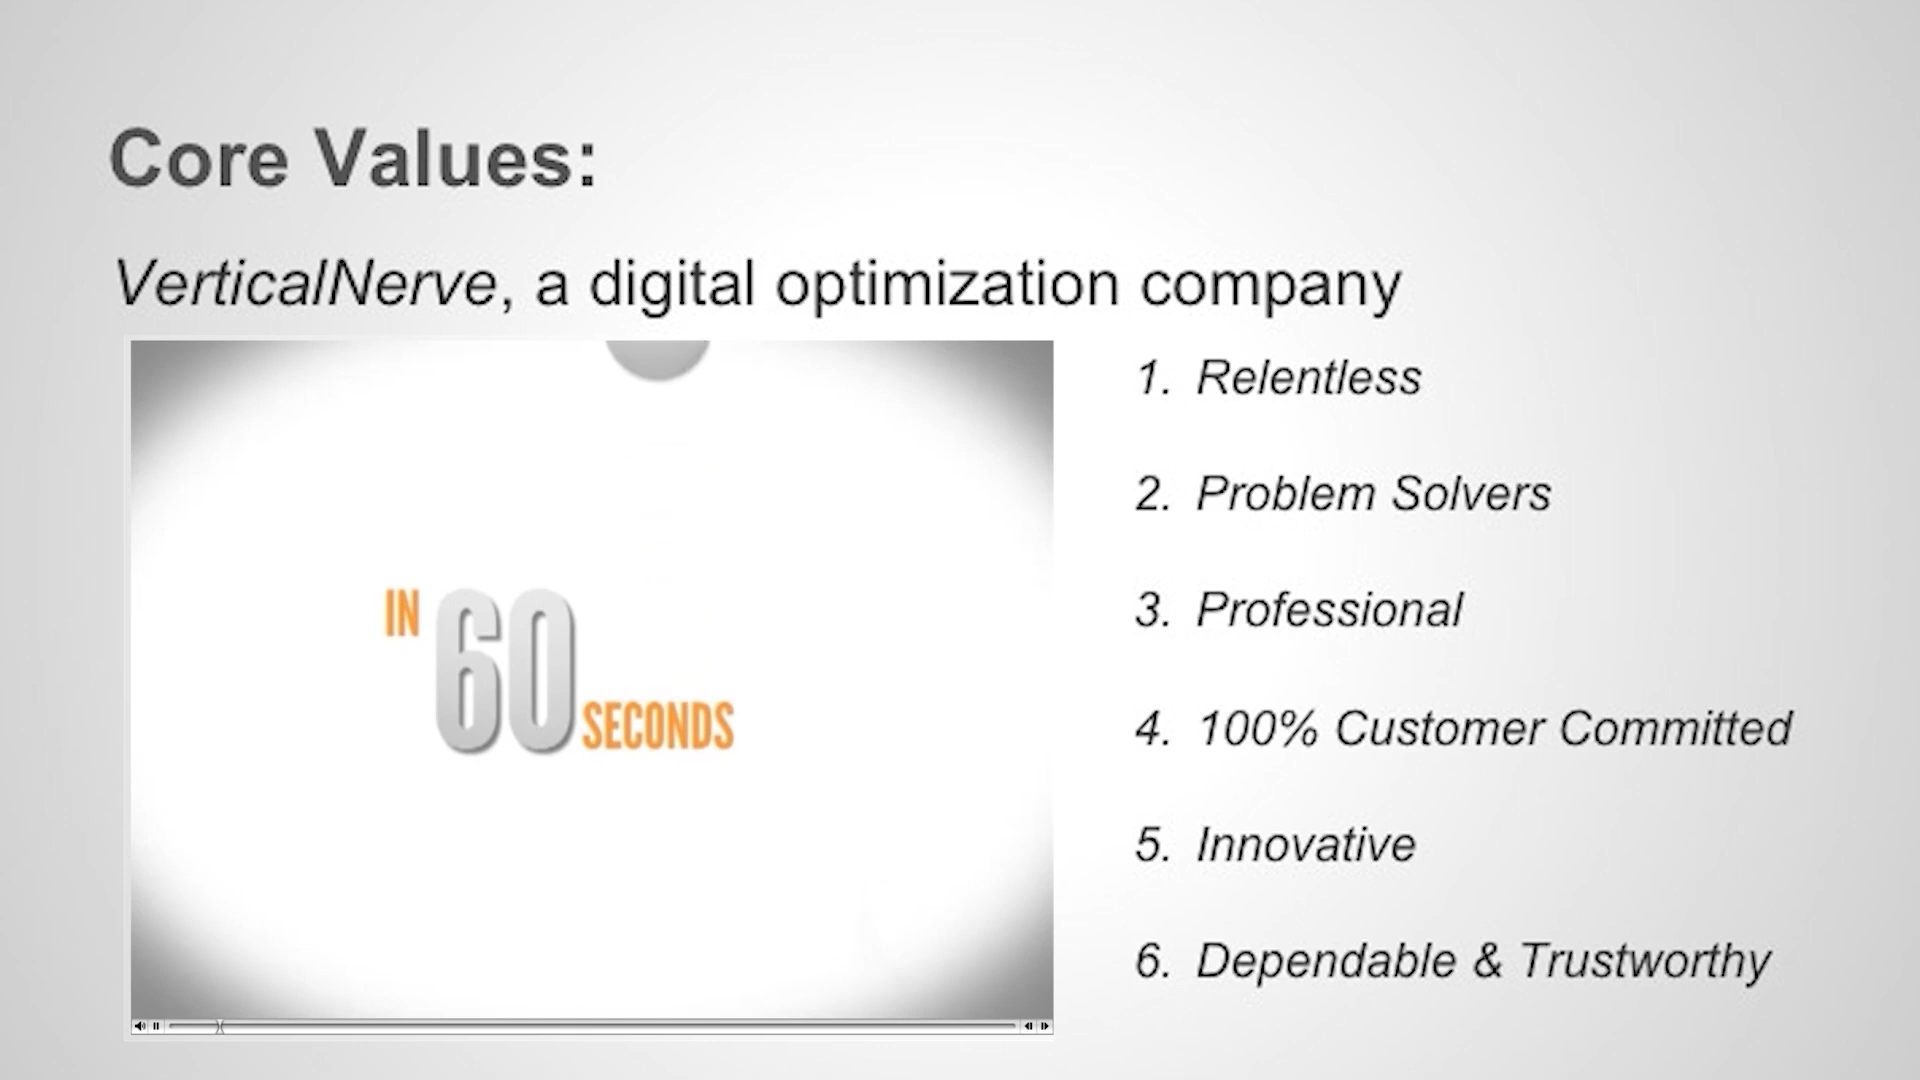 Core Values:
VerticalNerve, a digital optimization company
IN 60 SECONDS
1. Relentless
2. Problem Solvers
3. Professional
4. 100% Customer Committed
5. Innovative
6. Dependable & Trustworthy